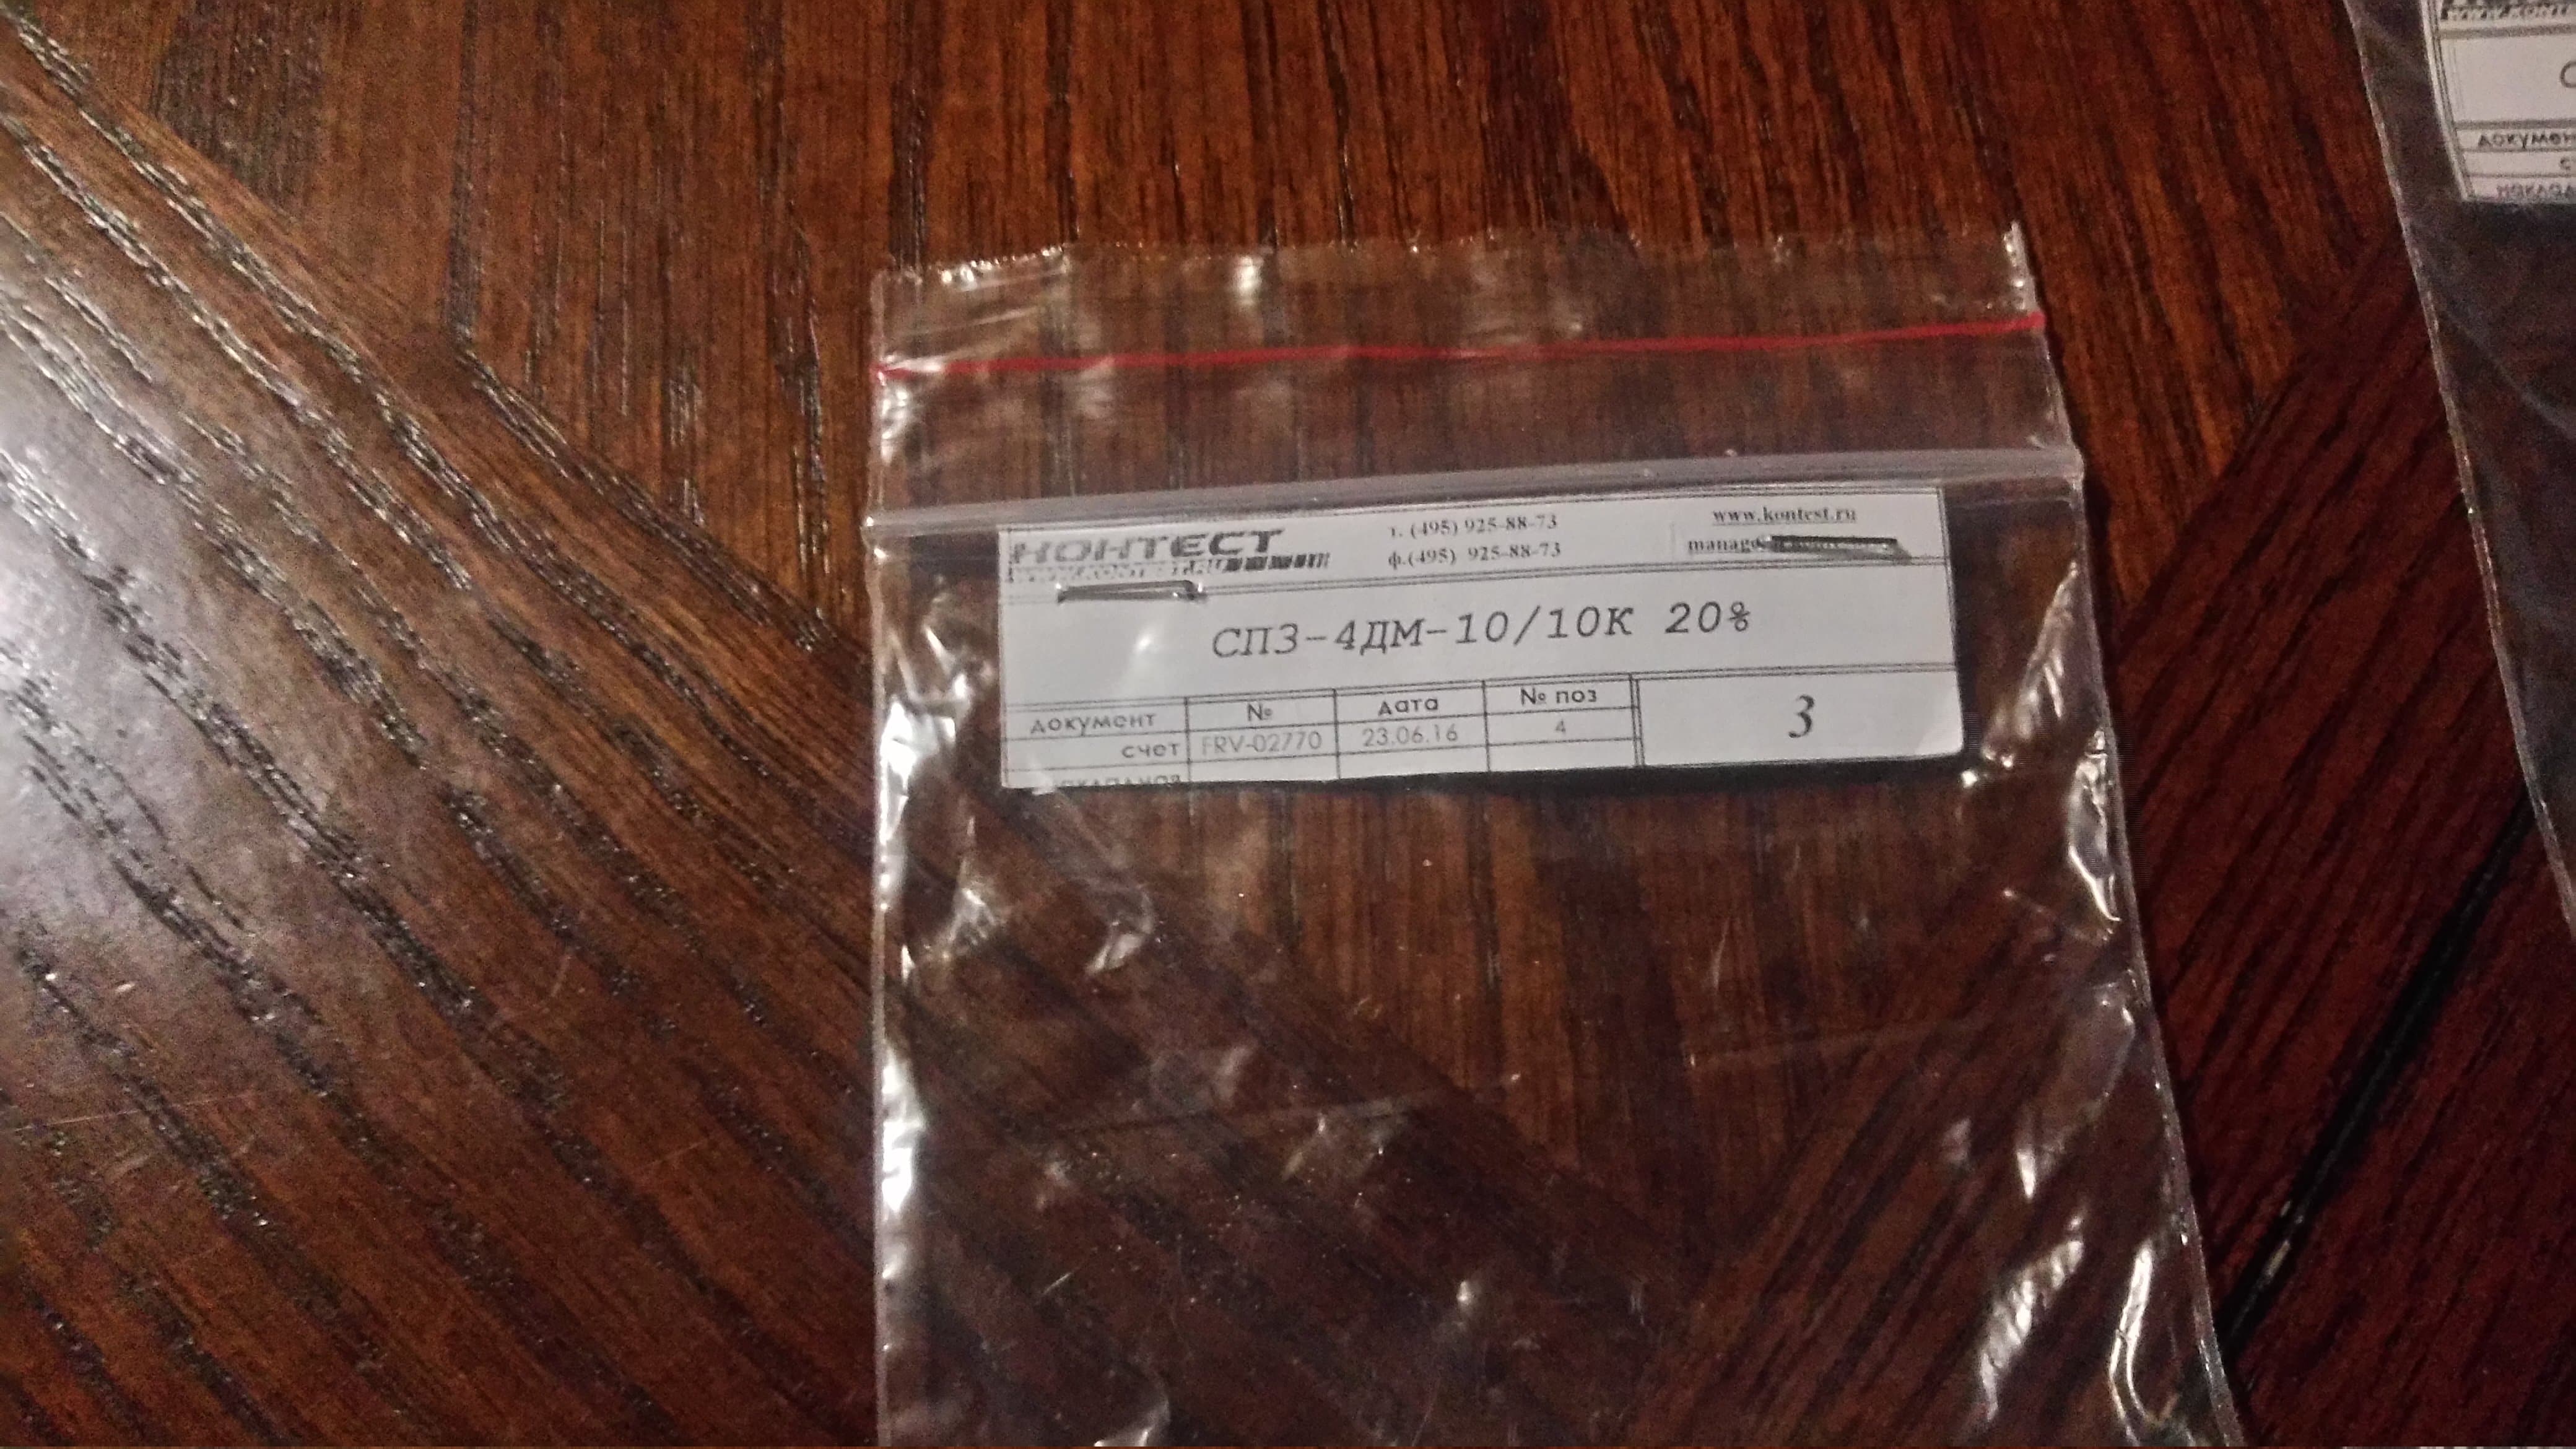 КОНТЕСТ
т. (495) 925-88-73
ф.(495) 925-88-73
www.kontest.ru
СП3-4ДМ-10/10К 20%
документ № дата № поз
счет FRV-02770 23.06.16 4
3